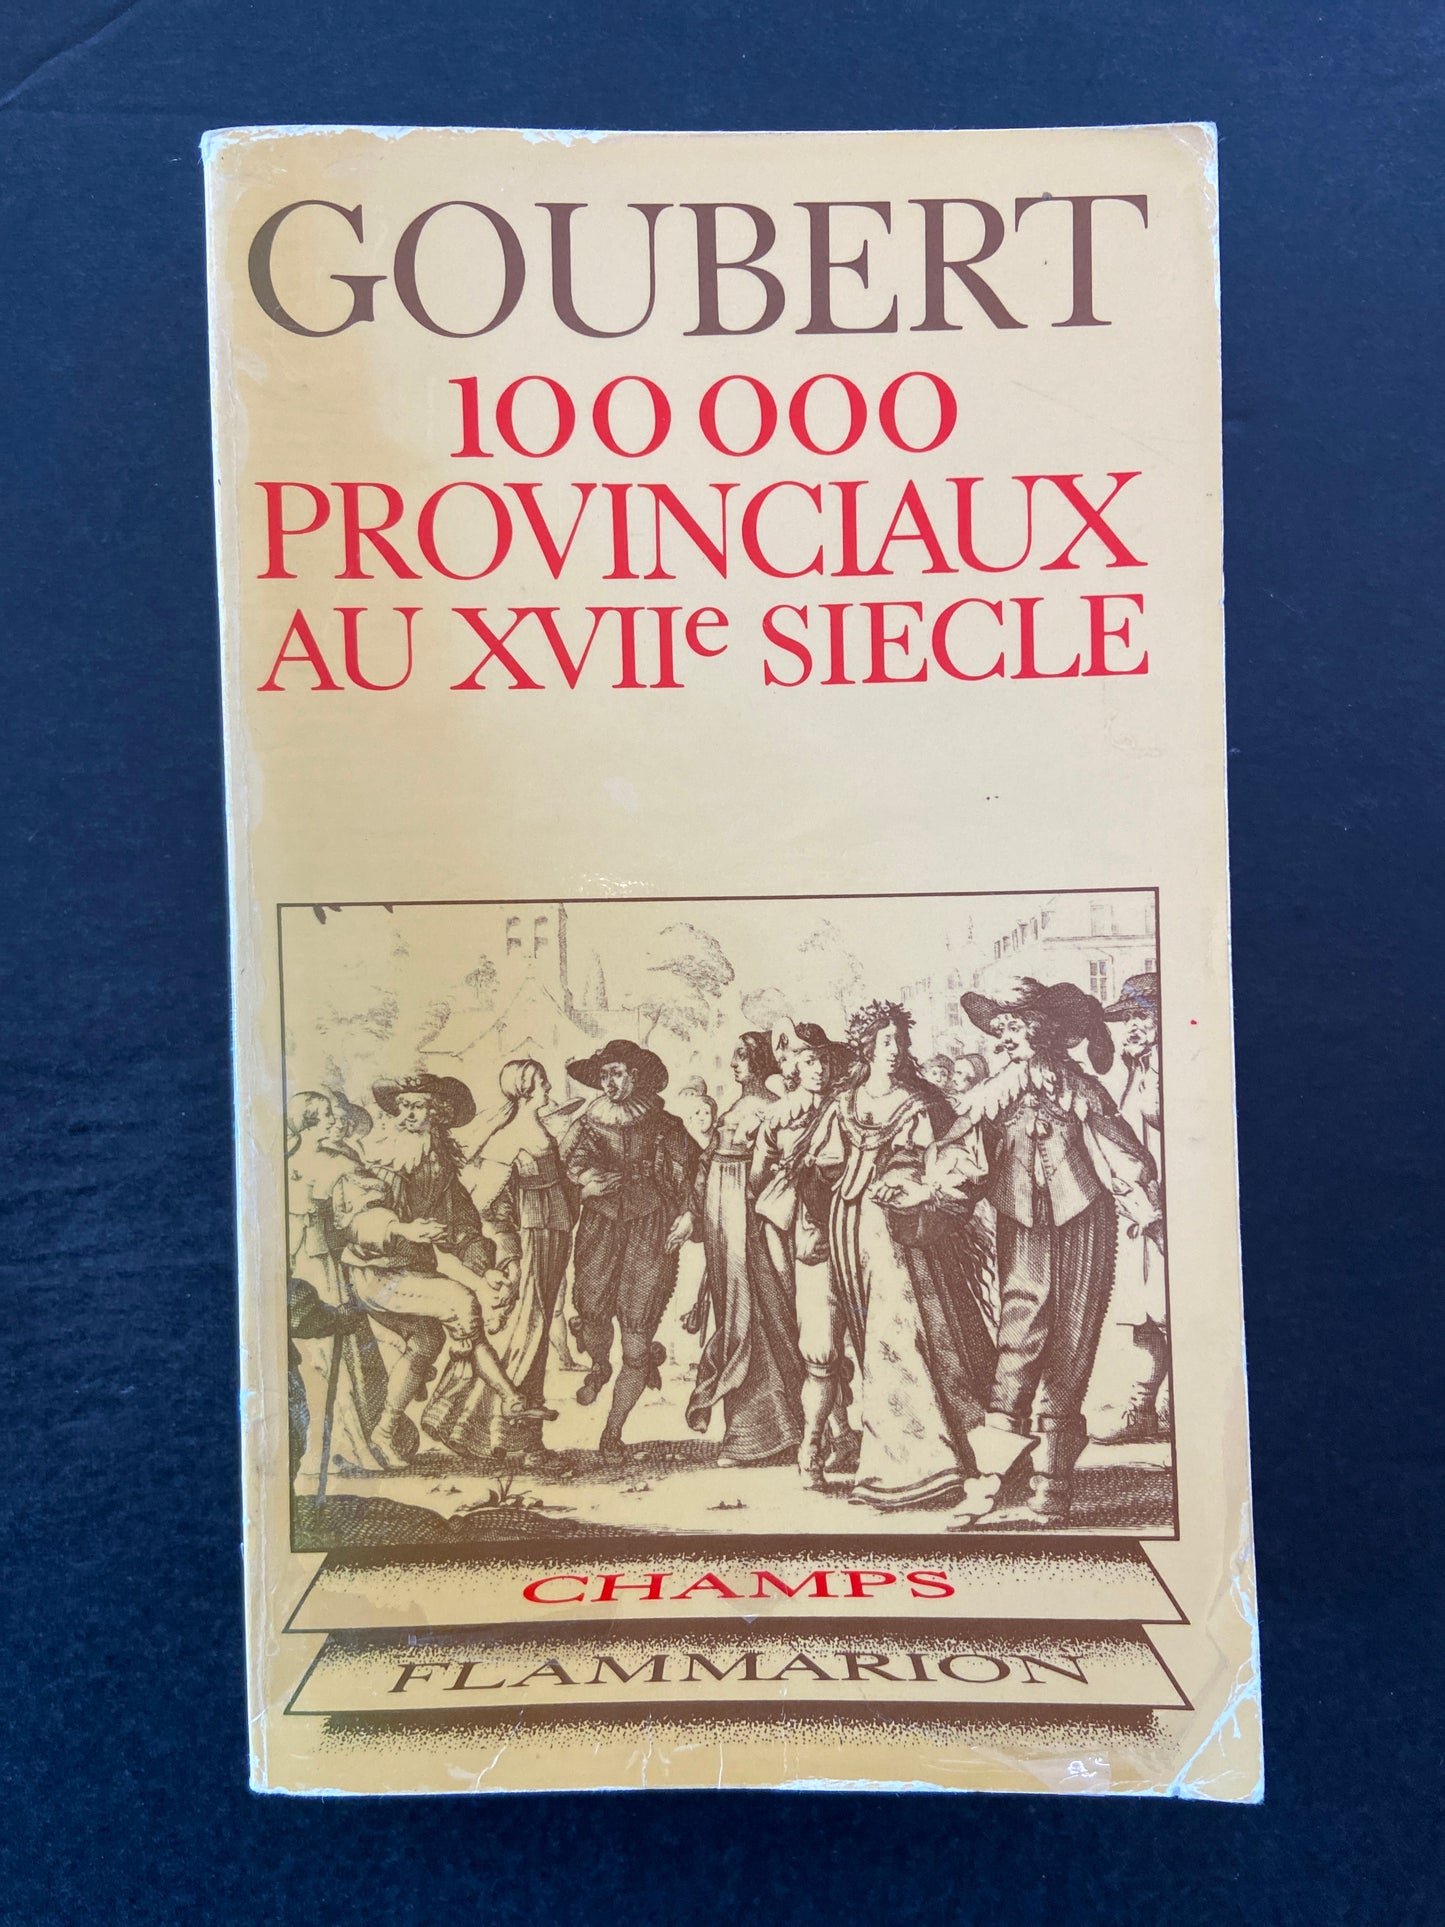 GOUBERT
100 000
PROVINCIAUX
AU XVIIe SIECLE
CHAMPS
FLAMMARION